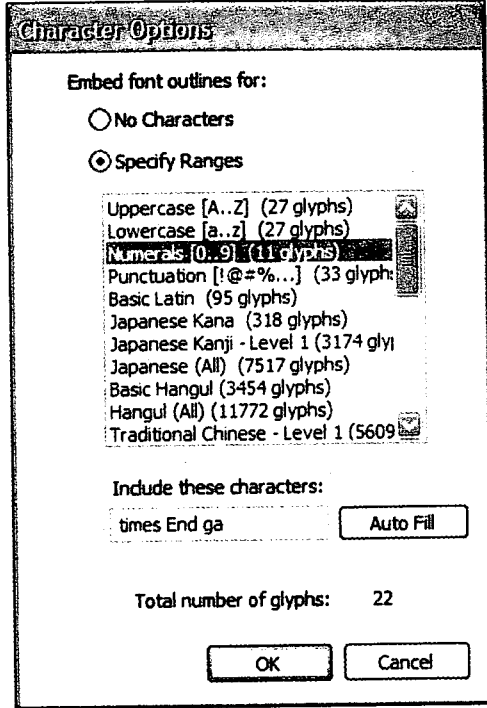 Character Options
Embed font outlines for:
No Characters
Specify Ranges
Uppercase [A..Z] (27 glyphs)
Lowercase [a..z] (27 glyphs)
Numerals [0..9] (11 glyphs)
Punctuation [!@#%...] (33 glyph:
Basic Latin (95 glyphs)
Japanese Kana (318 glyphs)
Japanese Kanji - Level 1 (3174 gly
Japanese (All) (7517 glyphs)
Basic Hangul (3454 glyphs)
Hangul (All) (11772 glyphs)
Traditional Chinese - Level 1 (5609
Include these characters:
times End ga Auto Fill
Total number of glyphs: 22
OK Cancel